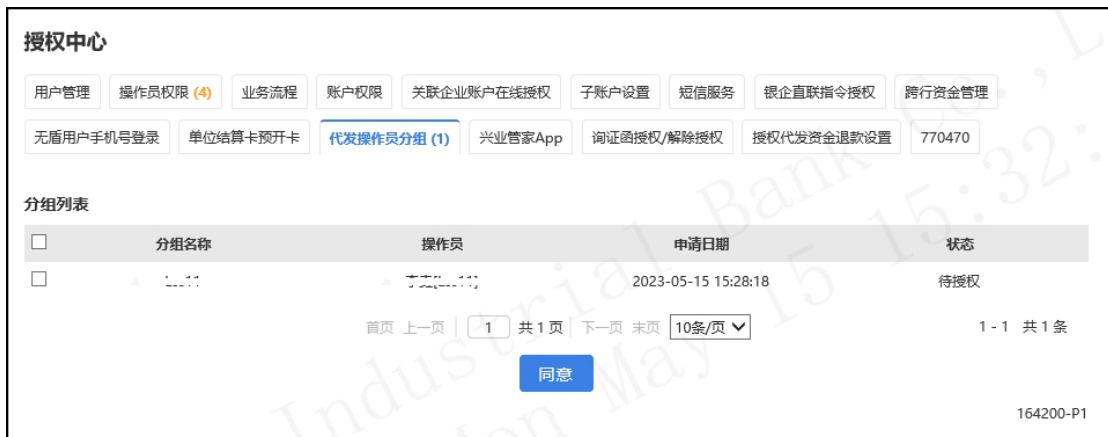 授权中心
用户管理 操作员权限 (4) 业务流程 账户权限 关联企业账户在线授权 子账户设置 短信服务 银企直联指令授权 跨行资金管理
无盾用户手机号登录 单位结算卡预开卡 代发操作员分组 (1) 兴业管家App 询证函授权/解除授权 授权代发资金退款设置 770470
分组列表
分组名称 操作员 申请日期 状态
2023-05-15 15:28:18 待授权
首页 上一页 1 共1页 下一页 末页 10条/页 1 - 1 共1条
同意
164200-P1
Industrial Bank Co., L
Mon May 15 15:32: